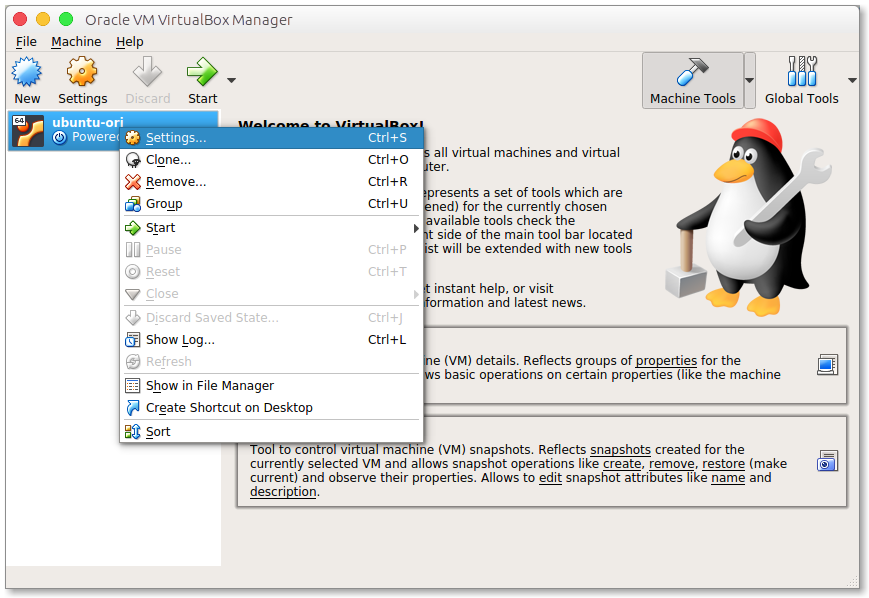 Oracle VM VirtualBox Manager
File Machine Help
New Settings Discard Start Machine Tools Global Tools
64 ubuntu-ori
Powered
Welcome to VirtualBox!
Settings... Ctrl+S
Clone... Ctrl+O
Remove... Ctrl+R
Group Ctrl+U
Start
Pause Ctrl+P
Reset Ctrl+T
Close
Discard Saved State... Ctrl+J
Show Log... Ctrl+L
Refresh
Show in File Manager
Create Shortcut on Desktop
Sort
all virtual machines and virtual
represents a set of tools which are
for the currently chosen
available tools check the
side of the main tool bar located
list will be extended with new tools
instant help, or visit
information and latest news.
(VM) details. Reflects groups of properties for the
basic operations on certain properties (like the machine
Tool to control virtual machine (VM) snapshots. Reflects snapshots created for the
currently selected VM and allows snapshot operations like create, remove, restore (make
current) and observe their properties. Allows to edit snapshot attributes like name and
description.